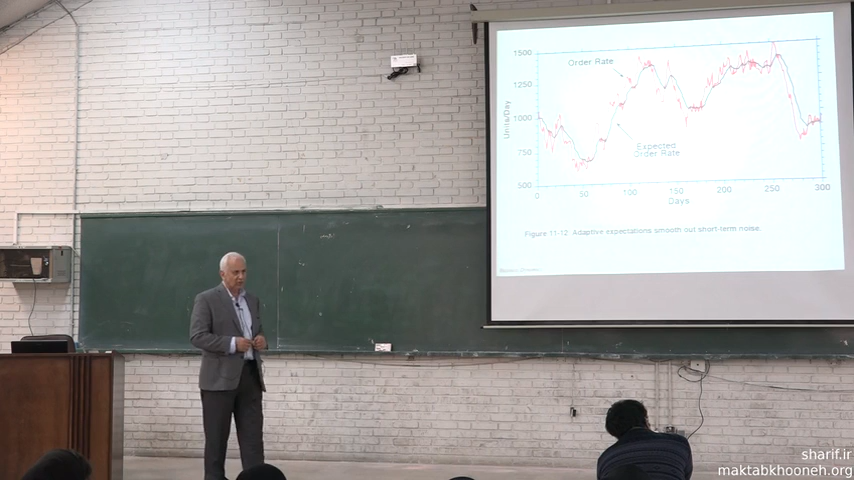 1500
Order Rate
1250
1000
Units/Day
Expected
Order Rate
750
500
0
50
100
150
200
250
300
Days
Figure 11-12 Adaptive expectations smooth out short-term noise.
sharif.ir
maktabkhooneh.org